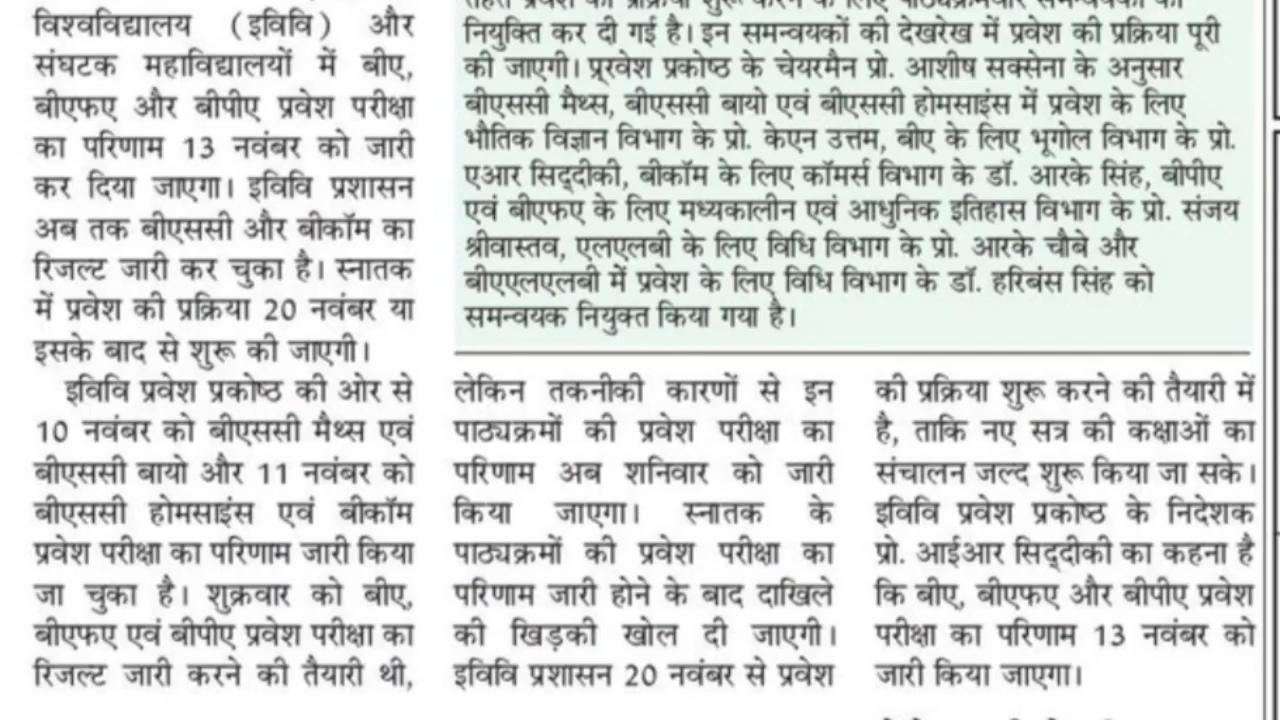 विश्वविद्यालय (इविवि) और
संघटक महाविद्यालयों में बीए,
बीएफए और बीपीए प्रवेश परीक्षा
का परिणाम 13 नवंबर को जारी
कर दिया जाएगा। इविवि प्रशासन
अब तक बीएससी और बीकॉम का
रिजल्ट जारी कर चुका है। स्नातक
में प्रवेश की प्रक्रिया 20 नवंबर या
इसके बाद से शुरू की जाएगी।
इविवि प्रवेश प्रकोष्ठ की ओर से
10 नवंबर को बीएससी मैथ्स एवं
बीएससी बायो और 11 नवंबर को
बीएससी होमसाइंस एवं बीकॉम
प्रवेश परीक्षा का परिणाम जारी किया
जा चुका है। शुक्रवार को बीए,
बीएफए एवं बीपीए प्रवेश परीक्षा का
रिजल्ट जारी करने की तैयारी थी,
तहत प्रवेश की प्रक्रिया शुरू करने के लिए पाठ्यक्रमवार समन्वयकों की
नियुक्ति कर दी गई है। इन समन्वयकों की देखरेख में प्रवेश की प्रक्रिया पूरी
की जाएगी। प्र्रवेश प्रकोष्ठ के चेयरमैन प्रो. आशीष सक्सेना के अनुसार
बीएससी मैथ्स, बीएससी बायो एवं बीएससी होमसाइंस में प्रवेश के लिए
भौतिक विज्ञान विभाग के प्रो. केएन उत्तम, बीए के लिए भूगोल विभाग के प्रो.
एआर सिद्दीकी, बीकॉम के लिए कॉमर्स विभाग के डॉ. आरके सिंह, बीपीए
एवं बीएफए के लिए मध्यकालीन एवं आधुनिक इतिहास विभाग के प्रो. संजय
श्रीवास्तव, एलएलबी के लिए विधि विभाग के प्रो. आरके चौबे और
बीएएलएलबी में प्रवेश के लिए विधि विभाग के डॉ. हरिबंस सिंह को
समन्वयक नियुक्त किया गया है।
लेकिन तकनीकी कारणों से इन
पाठ्यक्रमों की प्रवेश परीक्षा का
परिणाम अब शनिवार को जारी
किया जाएगा। स्नातक के
पाठ्यक्रमों की प्रवेश परीक्षा का
परिणाम जारी होने के बाद दाखिले
की खिड़की खोल दी जाएगी।
इविवि प्रशासन 20 नवंबर से प्रवेश
की प्रक्रिया शुरू करने की तैयारी में
है, ताकि नए सत्र की कक्षाओं का
संचालन जल्द शुरू किया जा सके।
इविवि प्रवेश प्रकोष्ठ के निदेशक
प्रो. आईआर सिद्दीकी का कहना है
कि बीए, बीएफए और बीपीए प्रवेश
परीक्षा का परिणाम 13 नवंबर को
जारी किया जाएगा।